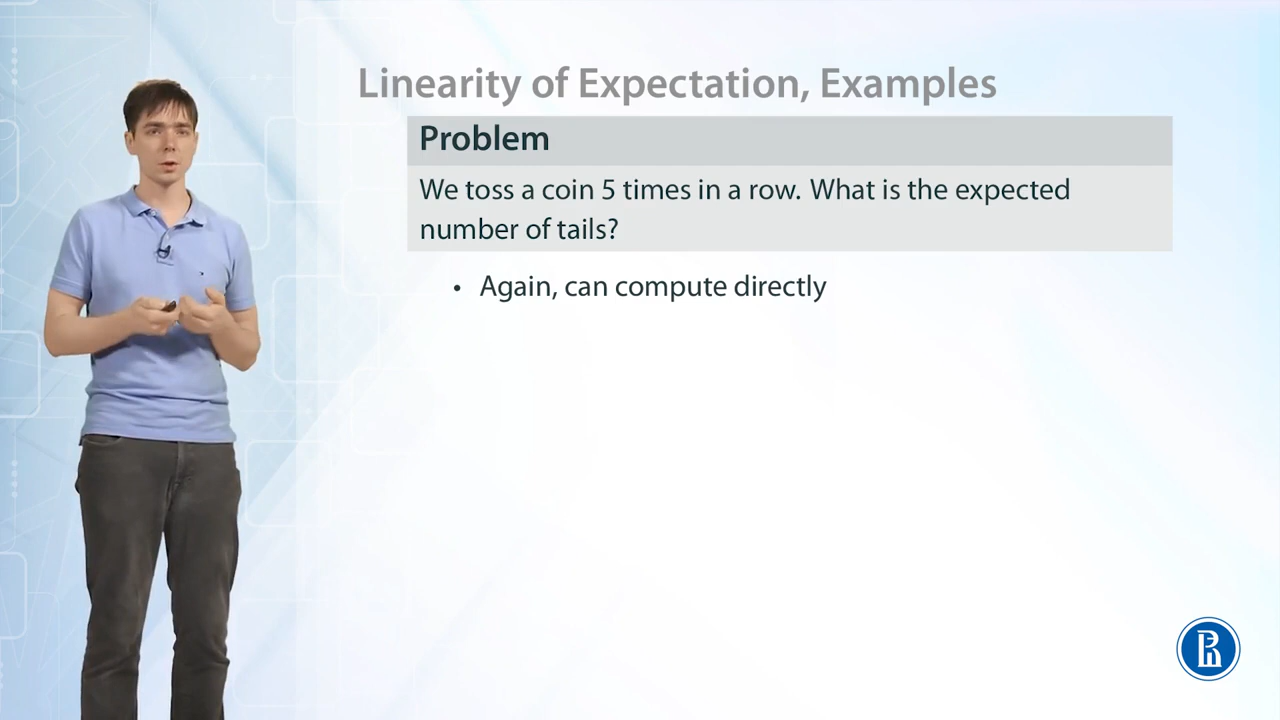 Linearity of Expectation, Examples
Problem
We toss a coin 5 times in a row. What is the expected
number of tails?
• Again, can compute directly